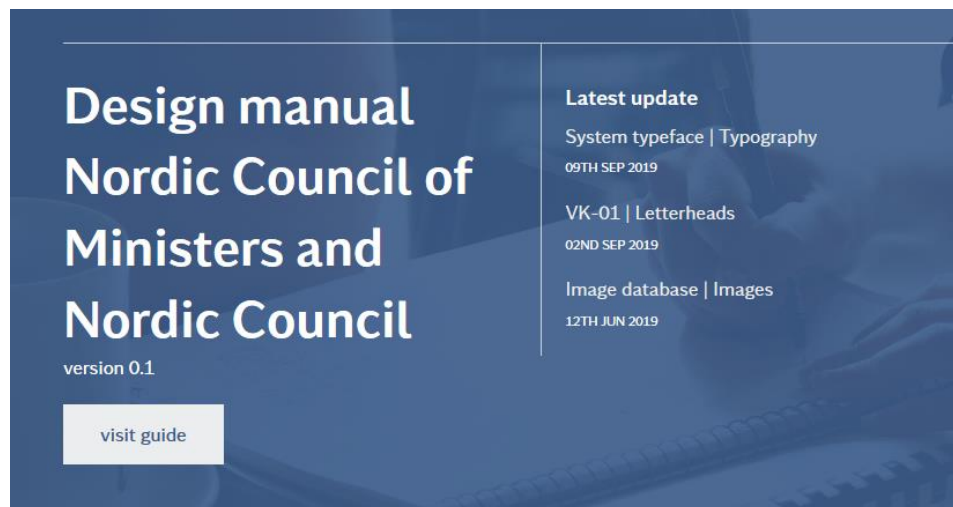 Design manual
Nordic Council of
Ministers and
Nordic Council
version 0.1
visit guide
Latest update
System typeface | Typography
09TH SEP 2019
VK-01 | Letterheads
02ND SEP 2019
Image database | Images
12TH JUN 2019